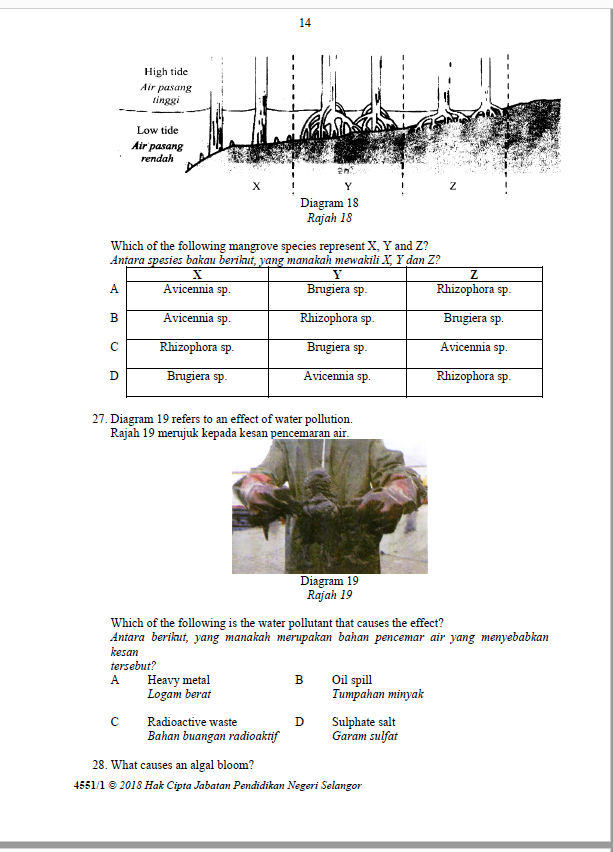 14
High tide
Air pasang
tinggi
Low tide
Air pasang
rendah
X Y Z
Diagram 18
Rajah 18
Which of the following mangrove species represent X, Y and Z?
Antara spesies bakau berikut, yang manakah mewakili X, Y dan Z?
X Y Z
A Avicennia sp. Brugiera sp. Rhizophora sp.
B Avicennia sp. Rhizophora sp. Brugiera sp.
C Rhizophora sp. Brugiera sp. Avicennia sp.
D Brugiera sp. Avicennia sp. Rhizophora sp.
27. Diagram 19 refers to an effect of water pollution.
Rajah 19 merujuk kepada kesan pencemaran air.
Diagram 19
Rajah 19
Which of the following is the water pollutant that causes the effect?
Antara berikut, yang manakah merupakan bahan pencemar air yang menyebabkan
kesan
tersebut?
A Heavy metal B Oil spill
Logam berat Tumpahan minyak
C Radioactive waste D Sulphate salt
Bahan buangan radioaktif Garam sulfat
28. What causes an algal bloom?
4551/1 © 2018 Hak Cipta Jabatan Pendidikan Negeri Selangor